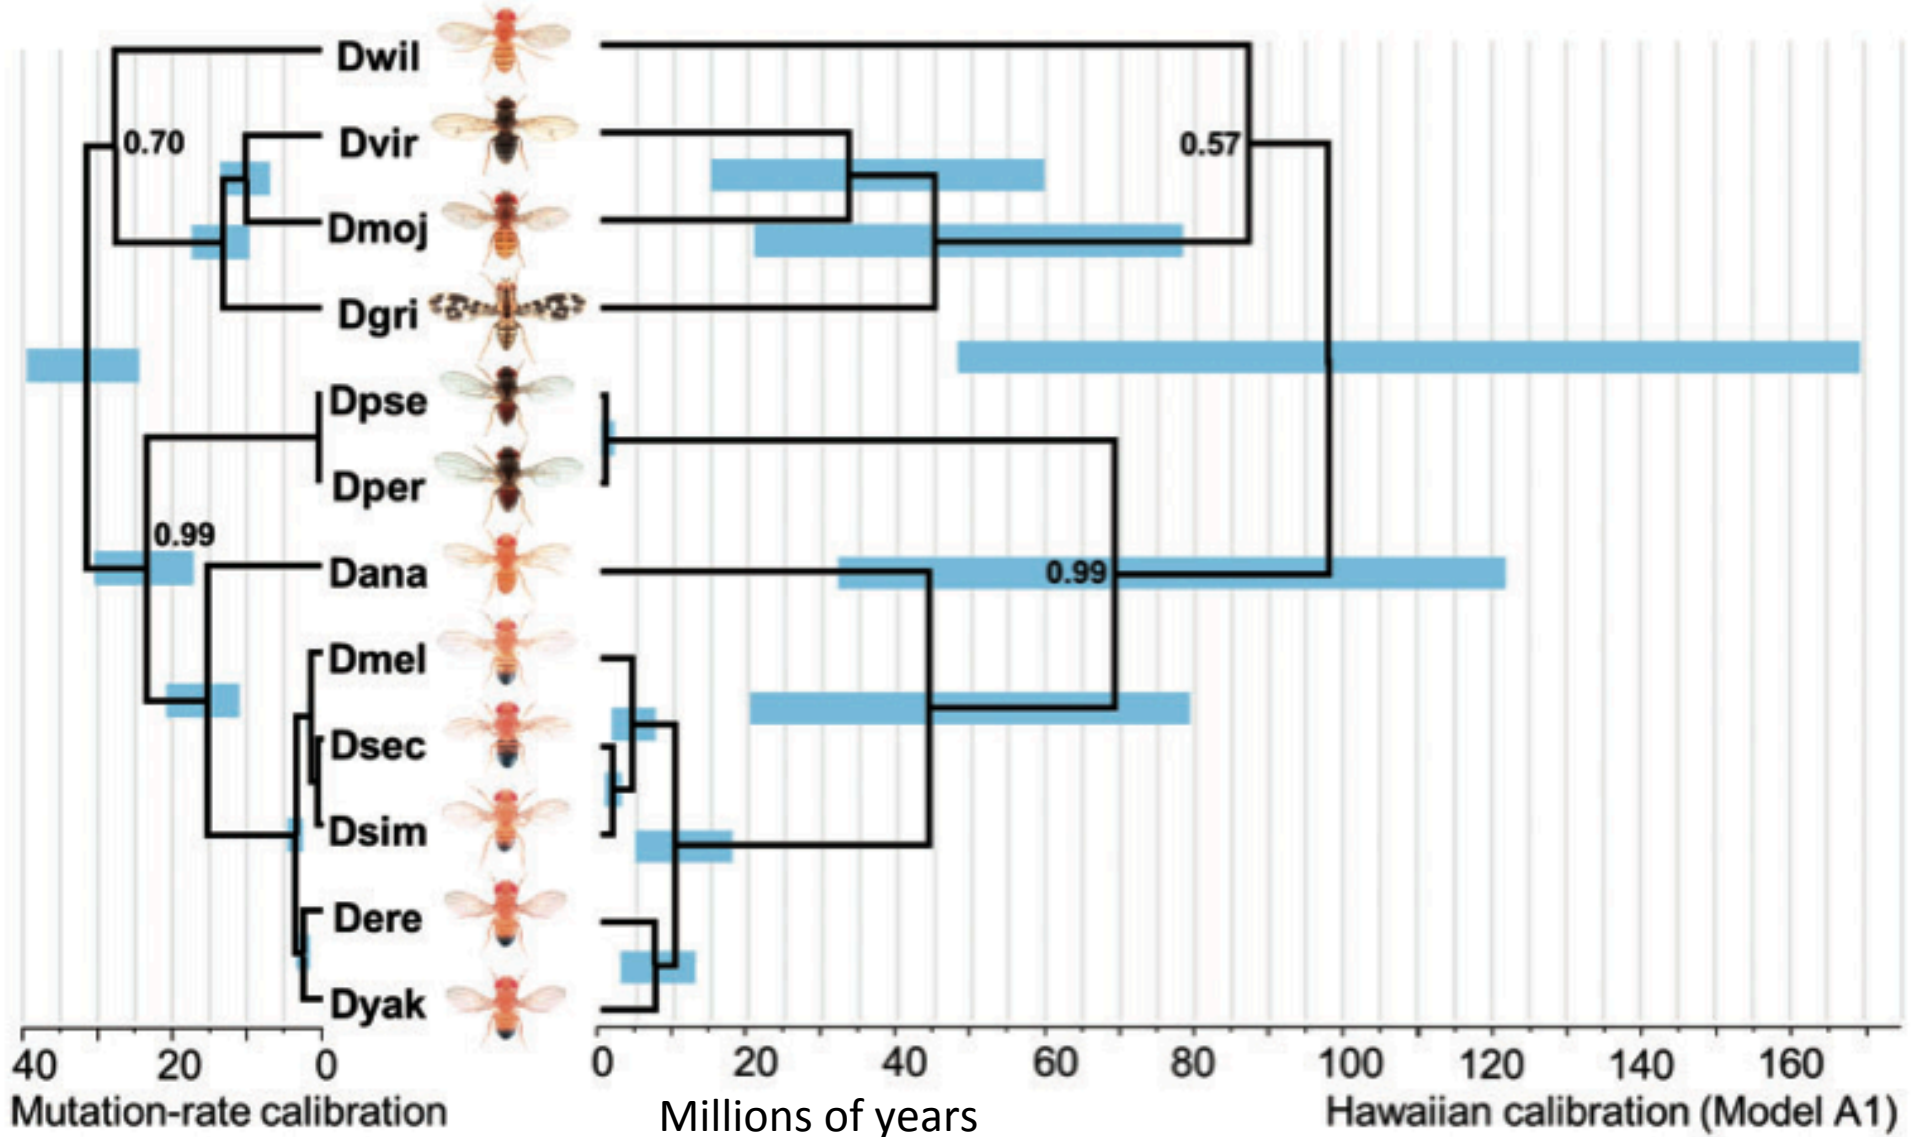 Dwil
0.70
0.57
Dvir
Dmoj
Dgri
Dpse
Dper
0.99
Dana
0.99
Dmel
Dsec
Dsim
Dere
Dyak
40 20 0 0 20 40 60 80 100 120 140 160
Mutation-rate calibration Millions of years Hawaiian calibration (Model A1)